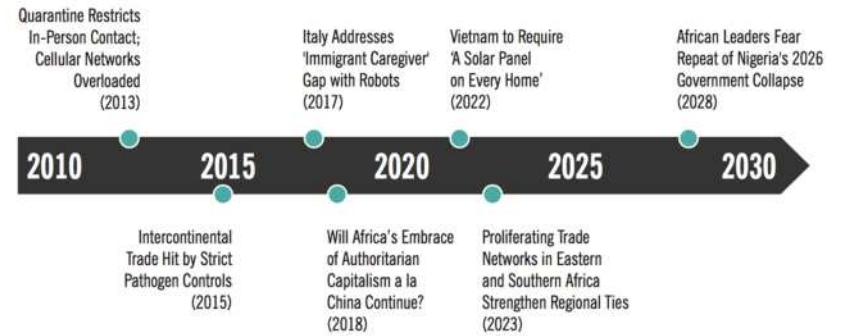 Quarantine Restricts
In-Person Contact;
Cellular Networks
Overloaded
(2013)
Italy Addresses
'Immigrant Caregiver'
Gap with Robots
(2017)
Vietnam to Require
'A Solar Panel
on Every Home'
(2022)
African Leaders Fear
Repeat of Nigeria's 2026
Government Collapse
(2028)
2010 2015 2020 2025 2030
Intercontinental
Trade Hit by Strict
Pathogen Controls
(2015)
Will Africa's Embrace
of Authoritarian
Capitalism a la
China Continue?
(2018)
Proliferating Trade
Networks in Eastern
and Southern Africa
Strengthen Regional Ties
(2023)